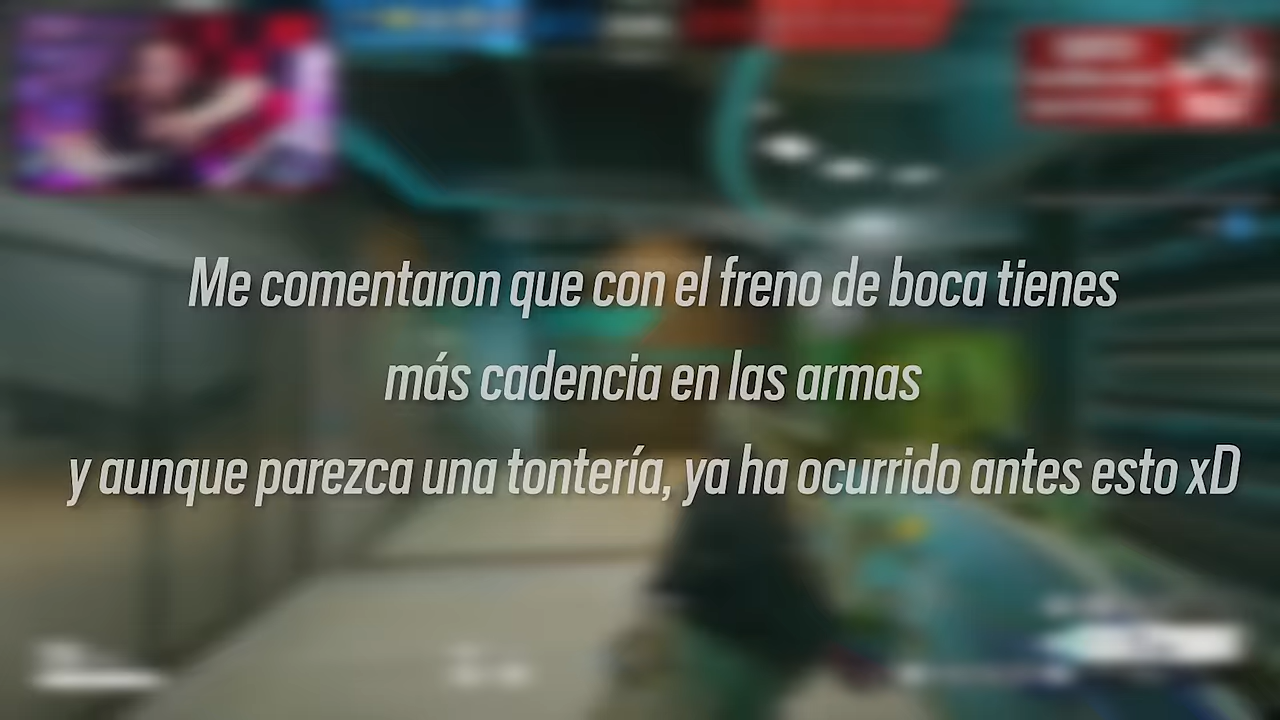 Me comentaron que con el freno de boca tienes
más cadencia en las armas
y aunque parezca una tontería, ya ha ocurrido antes esto xD